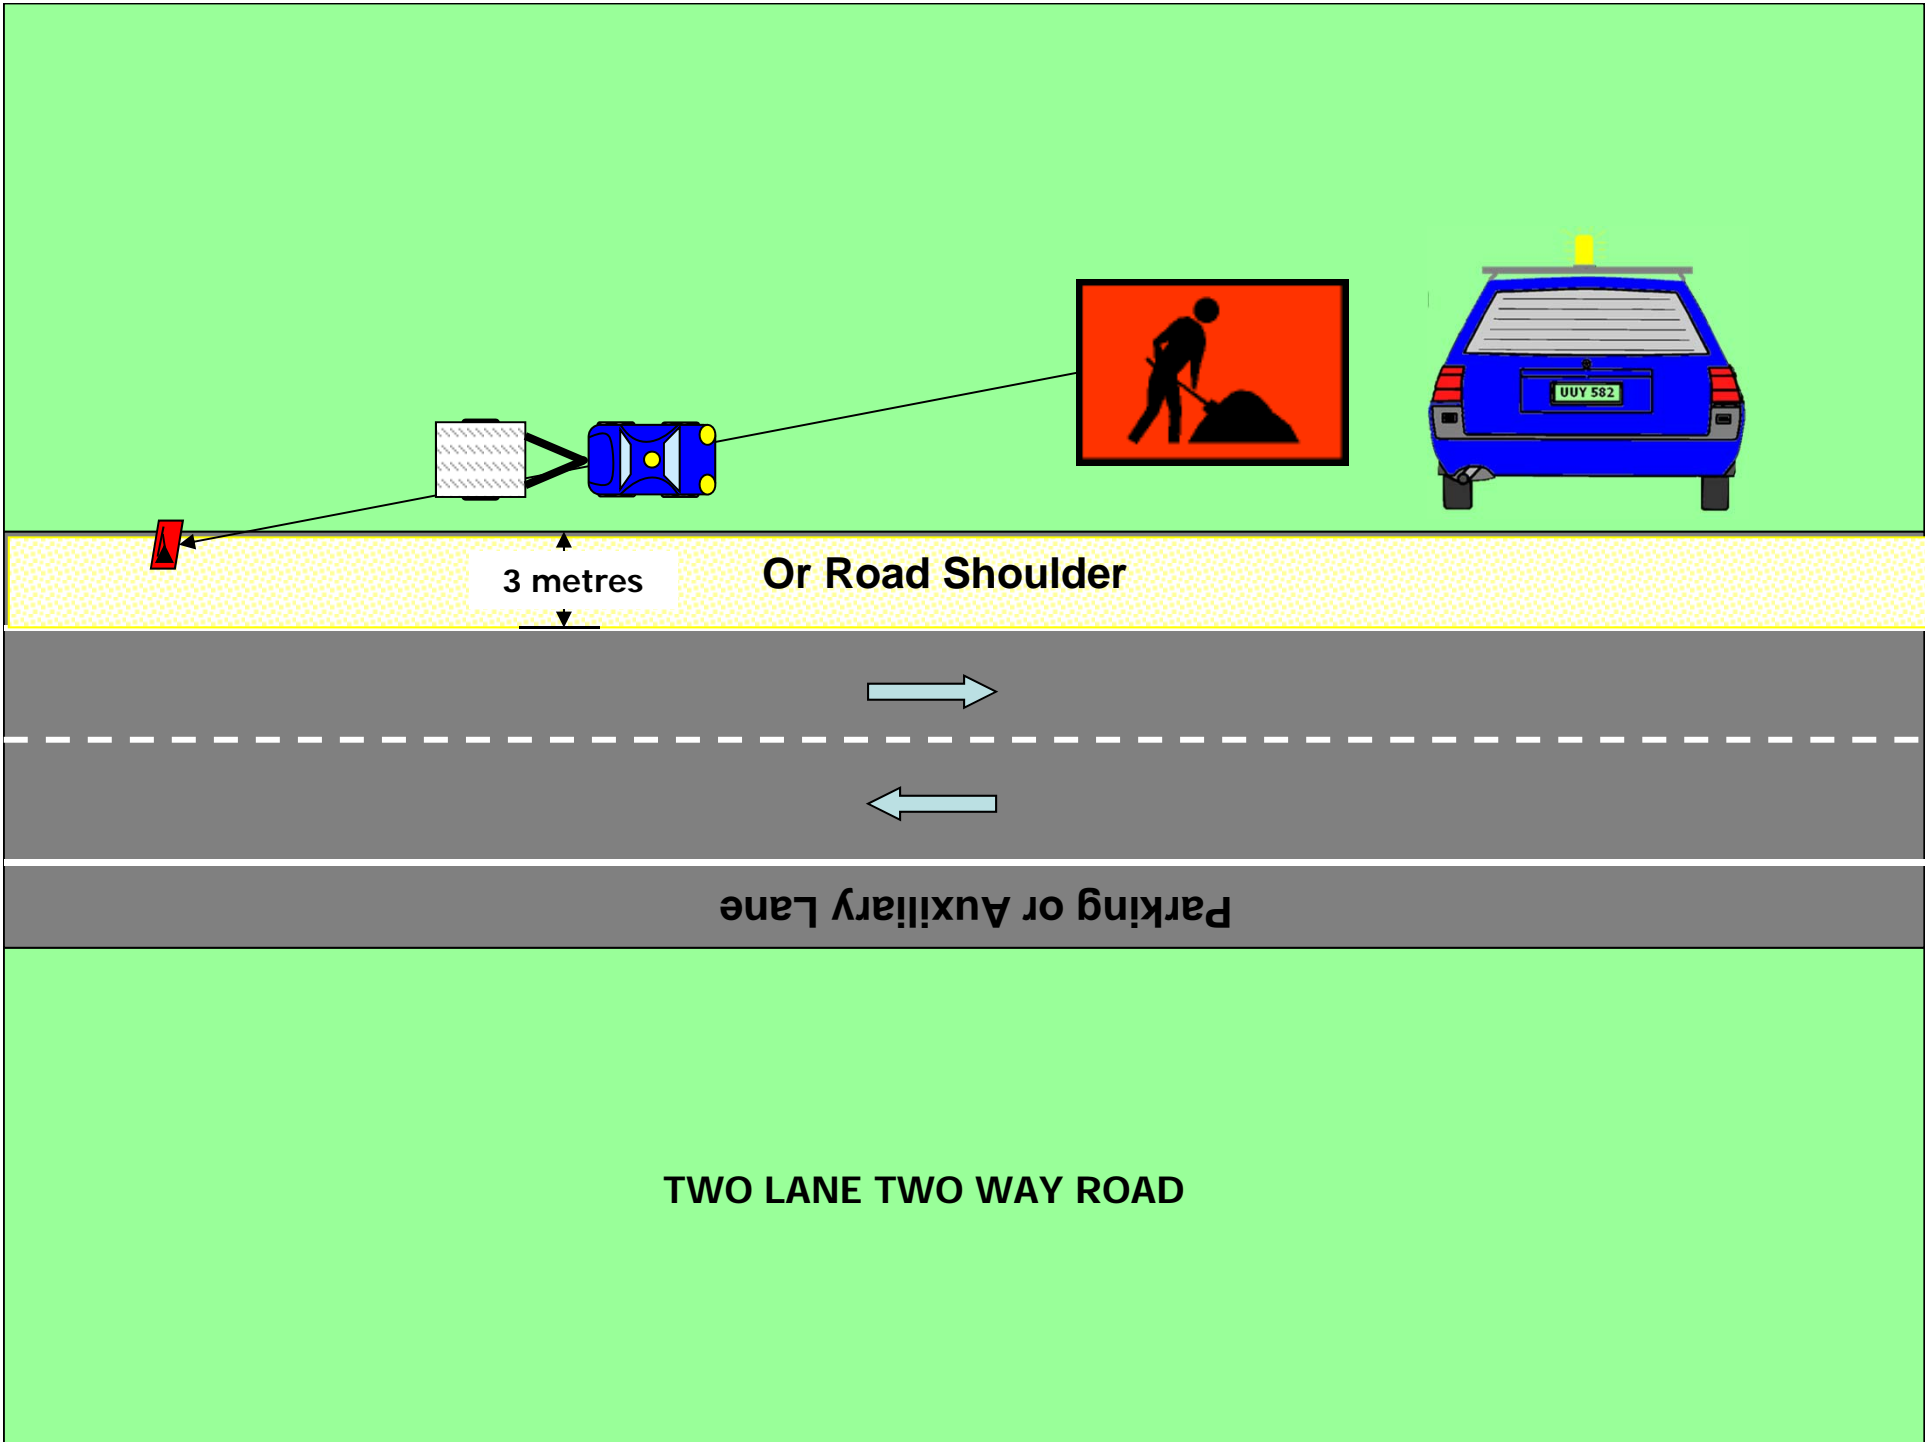 UUY 582
3 metres
Or Road Shoulder
Parking or Auxiliary Lane
TWO LANE TWO WAY ROAD